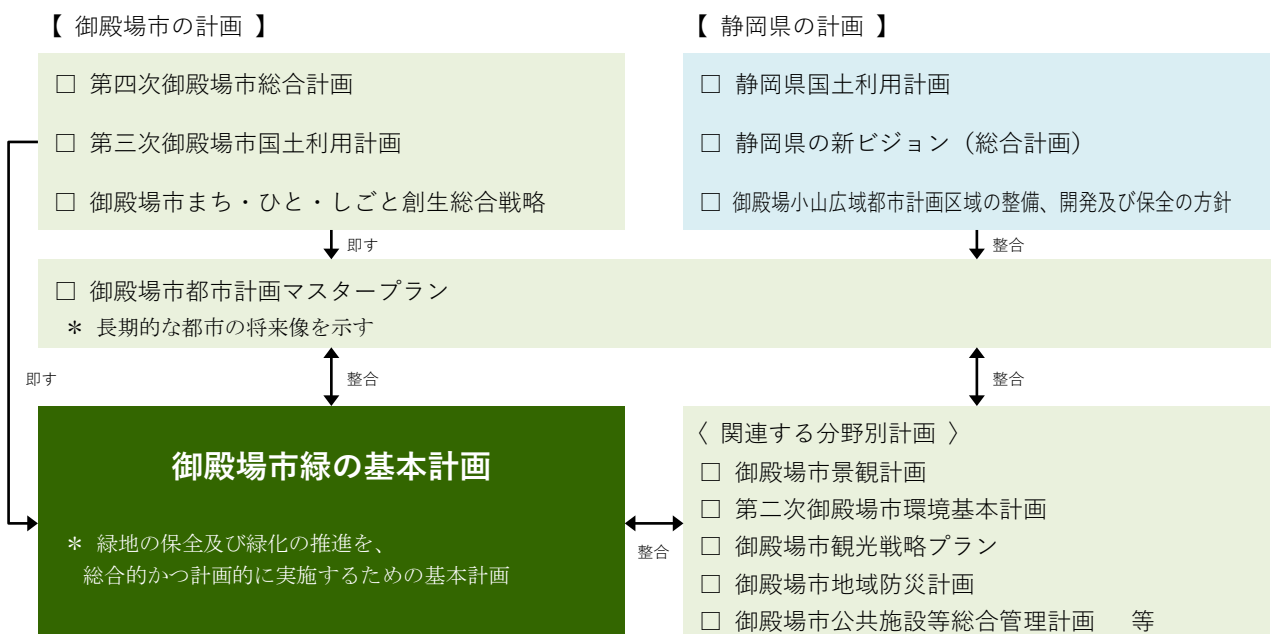 【 御殿場市の計画 】
□ 第四次御殿場市総合計画
□ 第三次御殿場市国土利用計画
□ 御殿場市まち・ひと・しごと創生総合戦略
【 静岡県の計画 】
□ 静岡県国土利用計画
□ 静岡県の新ビジョン（総合計画）
□ 御殿場小山広域都市計画区域の整備、開発及び保全の方針
即す
整合
□ 御殿場市都市計画マスタープラン
＊ 長期的な都市の将来像を示す
即す
整合
整合
御殿場市緑の基本計画
＊ 緑地の保全及び緑化の推進を、
総合的かつ計画的に実施するための基本計画
整合
〈 関連する分野別計画 〉
□ 御殿場市景観計画
□ 第二次御殿場市環境基本計画
□ 御殿場市観光戦略プラン
□ 御殿場市地域防災計画
□ 御殿場市公共施設等総合管理計画 等